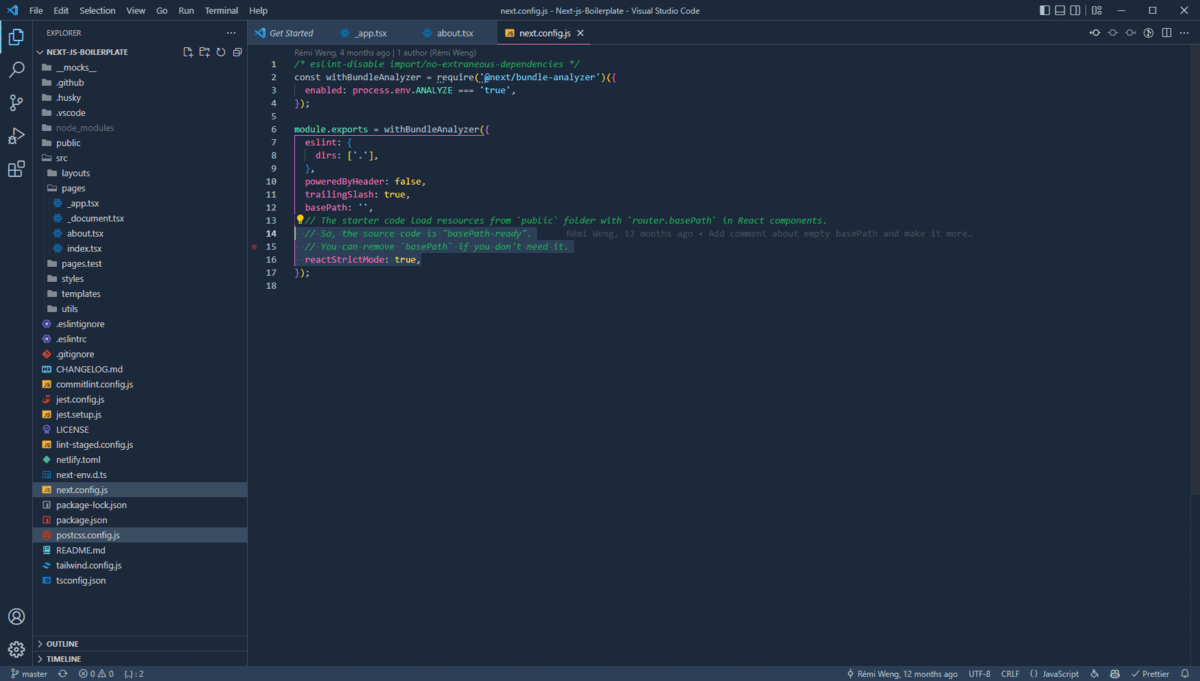 File Edit Selection View Go Run Terminal Help
next.config.js - Next-js-Boilerplate - Visual Studio Code
EXPLORER
NEXT-JS-BOILERPLATE
__mocks__
.github
.husky
.vscode
node_modules
public
src
layouts
pages
_app.tsx
_document.tsx
about.tsx
index.tsx
pages.test
styles
templates
utils
.eslintignore
.eslintrc
.gitignore
CHANGELOG.md
commitlint.config.js
jest.config.js
jest.setup.js
LICENSE
lint-staged.config.js
netlify.toml
next-env.d.ts
next.config.js
package-lock.json
package.json
postcss.config.js
README.md
tailwind.config.js
tsconfig.json
OUTLINE
TIMELINE
Get Started _app.tsx about.tsx next.config.js
Rémi Weng, 4 months ago | 1 author (Rémi Weng)
1 /* eslint-disable import/no-extraneous-dependencies */
2 const withBundleAnalyzer = require('@next/bundle-analyzer')({
3 enabled: process.env.ANALYZE === 'true',
4 });
5
6 module.exports = withBundleAnalyzer({
7 eslint: {
8 dirs: ['.'],
9 },
10 poweredByHeader: false,
11 trailingSlash: true,
12 basePath: '',
13 // The starter code load resources from `public` folder with `router.basePath` in React components.
14 // So, the source code is "basePath-ready". Rémi Weng, 12 months ago • Add comment about empty basePath and make it more…
15 // You can remove `basePath` if you don't need it.
16 reactStrictMode: true,
17 });
18
master 0 0 {..} : 2 Rémi Weng, 12 months ago UTF-8 CRLF {} JavaScript Prettier